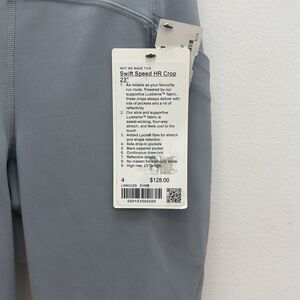 WHY WE MADE THIS
Swift Speed HR Crop
23"
1. As reliable as your favourite
run route. Powered by our
supportive Luxtreme™ fabric,
these crops always deliver with
lots of pockets and a lot of
reflectivity
2. Our slick and supportive
Luxtreme™ fabric is
sweat-wicking, four-way
stretch, and feels cool to the
touch
3. Added Lycra® fibre for stretch
and shape retention
4. Side drop-in pockets
5. Back zippered pocket
6. Continuous drawcord
7. Reflective details
8. No inseam for a smooth
9. High rise, 23" length
4 $128.00